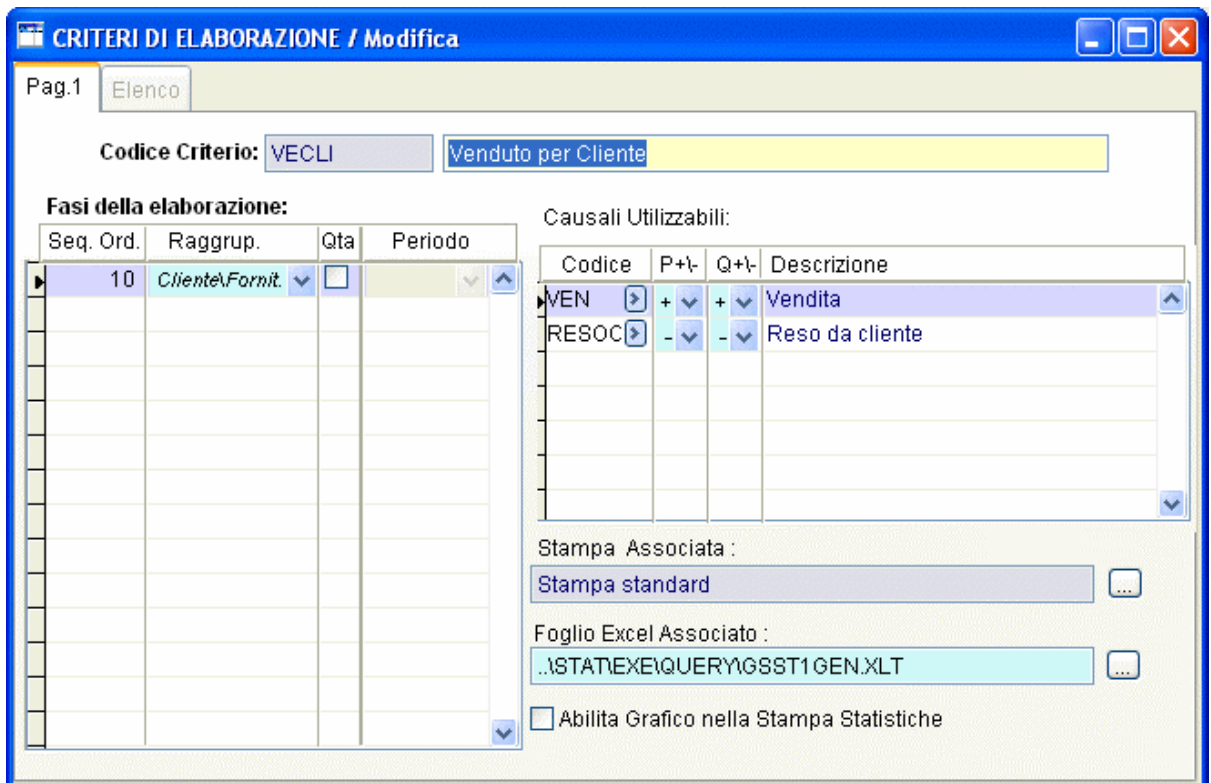 CRITERI DI ELABORAZIONE / Modifica
Pag.1 Elenco
Codice Criterio: VECLI Venduto per Cliente
Fasi della elaborazione:
Seq. Ord. Raggrup. Qta Periodo
10 Cliente\Fornit.
Causali Utilizzabili:
Codice P+\- Q+\- Descrizione
VEN + + Vendita
RESOC - - Reso da cliente
Stampa Associata :
Stampa standard
...
Foglio Excel Associato :
..\STAT\EXE\QUERY\GSST1GEN.XLT
...
Abilita Grafico nella Stampa Statistiche